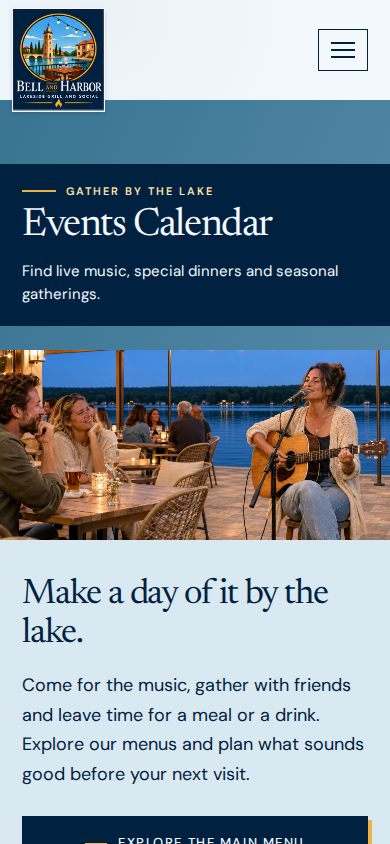 BELL AND HARBOR
LAKESIDE GRILL AND SOCIAL
GATHER BY THE LAKE
Events Calendar
Find live music, special dinners and seasonal
gatherings.
Make a day of it by the
lake.
Come for the music, gather with friends
and leave time for a meal or a drink.
Explore our menus and plan what sounds
good before your next visit.
EXPLORE THE MAIN MENU